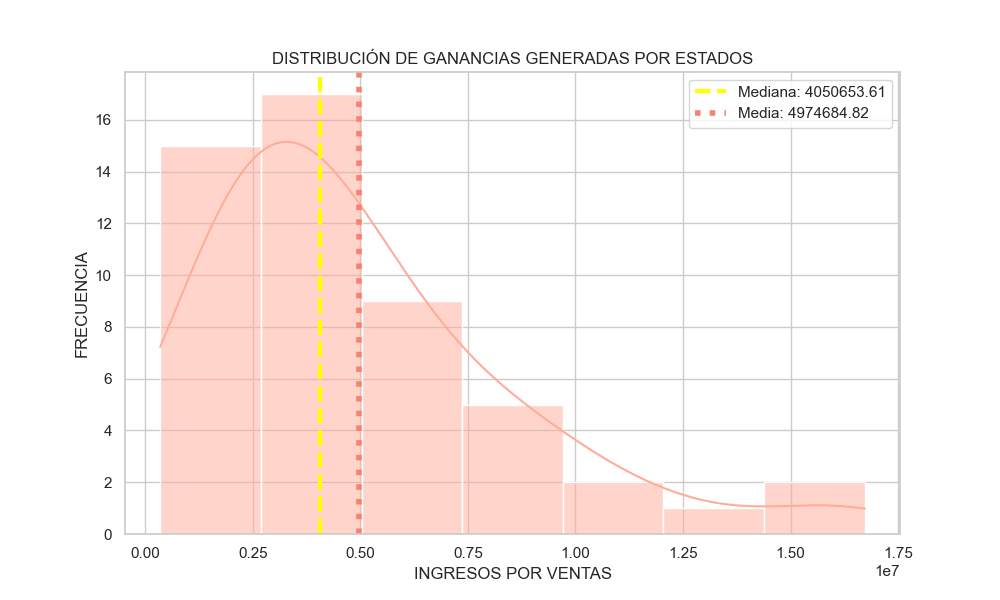 DISTRIBUCIÓN DE GANANCIAS GENERADAS POR ESTADOS
Mediana: 4050653.61
Media: 4974684.82
FRECUENCIA
16
14
12
10
8
6
4
2
0
0.00 0.25 0.50 0.75 1.00 1.25 1.50 1.75
1e7
INGRESOS POR VENTAS